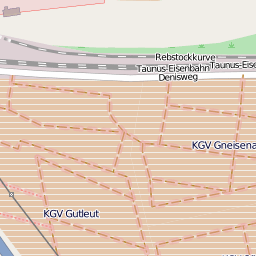 Rebstockkurve
Taunus-Eisenbahn
Taunus-Eise
Denisweg
KGV Gneisena
KGV Gutleut